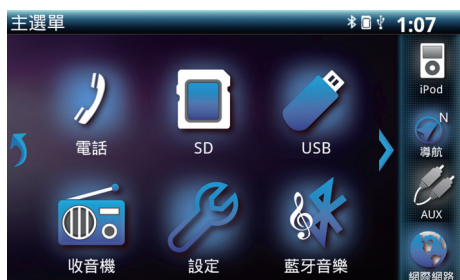 主選單 1:07
iPod
N
電話 SD USB 導航
AUX
收音機 設定 藍牙音樂 網際網路